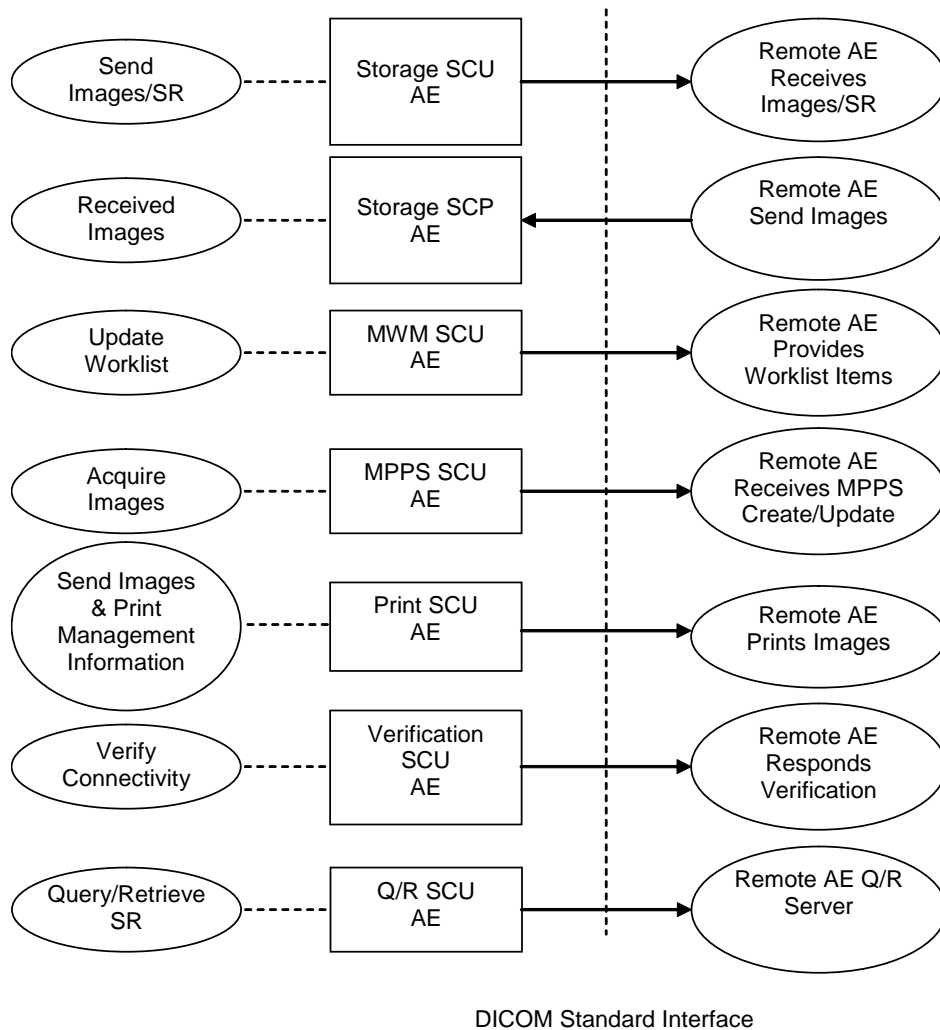 Send
Images/SR
Storage SCU
AE
Remote AE
Receives
Images/SR
Received
Images
Storage SCP
AE
Remote AE
Send Images
Update
Worklist
MWM SCU
AE
Remote AE
Provides
Worklist Items
Acquire
Images
MPPS SCU
AE
Remote AE
Receives MPPS
Create/Update
Send Images
& Print
Management
Information
Print SCU
AE
Remote AE
Prints Images
Verify
Connectivity
Verification
SCU
AE
Remote AE
Responds
Verification
Query/Retrieve
SR
Q/R SCU
AE
Remote AE Q/R
Server
DICOM Standard Interface